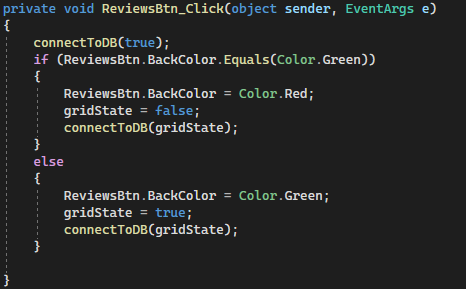 private void ReviewsBtn_Click(object sender, EventArgs e)
{
    connectToDB(true);
    if (ReviewsBtn.BackColor.Equals(Color.Green))
    {
        ReviewsBtn.BackColor = Color.Red;
        gridState = false;
        connectToDB(gridState);
    }
    else
    {
        ReviewsBtn.BackColor = Color.Green;
        gridState = true;
        connectToDB(gridState);
    }
}